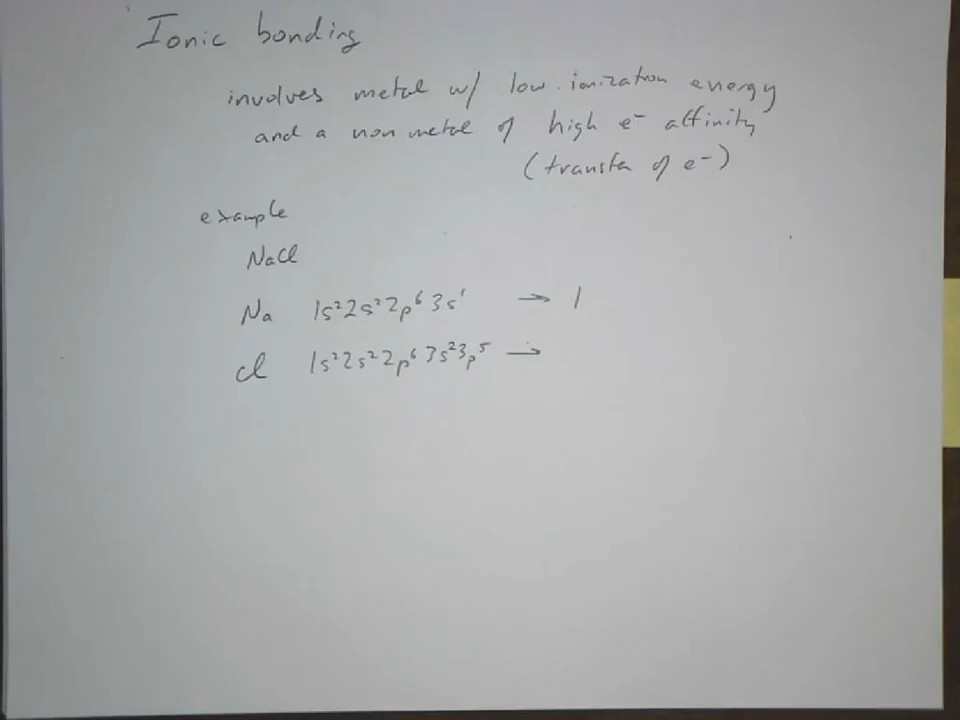 Ionic bonding
involves metal w/ low ionization energy
and a non metal of high e⁻ affinity
(transfer of e⁻)
example
NaCl
Na 1s²2s²2p⁶3s¹ → 1
Cl 1s²2s²2p⁶3s²3p⁵ →